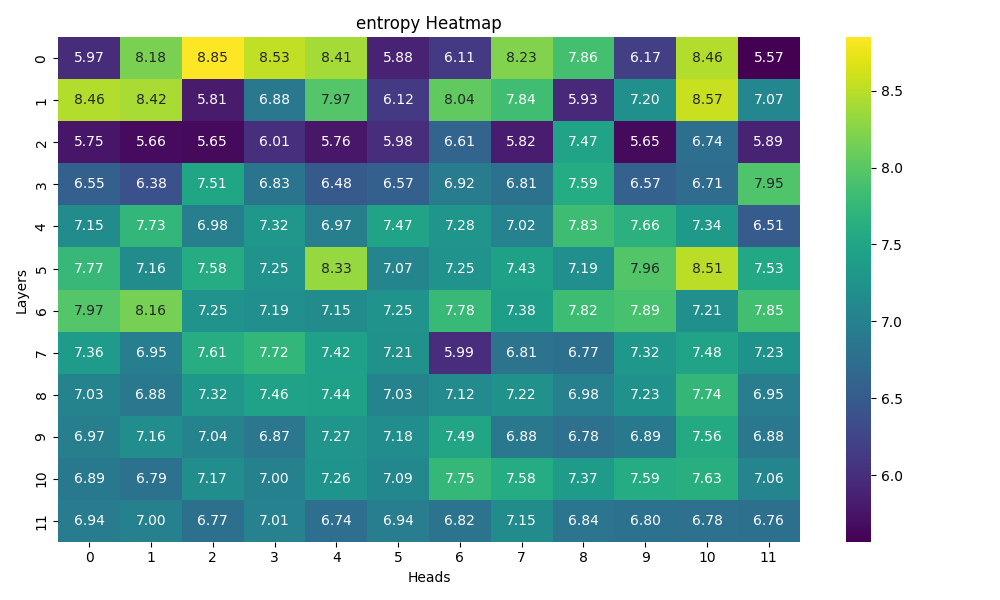 entropy Heatmap
0 5.97 8.18 8.85 8.53 8.41 5.88 6.11 8.23 7.86 6.17 8.46 5.57
1 8.46 8.42 5.81 6.88 7.97 6.12 8.04 7.84 5.93 7.20 8.57 7.07
2 5.75 5.66 5.65 6.01 5.76 5.98 6.61 5.82 7.47 5.65 6.74 5.89
3 6.55 6.38 7.51 6.83 6.48 6.57 6.92 6.81 7.59 6.57 6.71 7.95
4 7.15 7.73 6.98 7.32 6.97 7.47 7.28 7.02 7.83 7.66 7.34 6.51
5 7.77 7.16 7.58 7.25 8.33 7.07 7.25 7.43 7.19 7.96 8.51 7.53
6 7.97 8.16 7.25 7.19 7.15 7.25 7.78 7.38 7.82 7.89 7.21 7.85
7 7.36 6.95 7.61 7.72 7.42 7.21 5.99 6.81 6.77 7.32 7.48 7.23
8 7.03 6.88 7.32 7.46 7.44 7.03 7.12 7.22 6.98 7.23 7.74 6.95
9 6.97 7.16 7.04 6.87 7.27 7.18 7.49 6.88 6.78 6.89 7.56 6.88
10 6.89 6.79 7.17 7.00 7.26 7.09 7.75 7.58 7.37 7.59 7.63 7.06
11 6.94 7.00 6.77 7.01 6.74 6.94 6.82 7.15 6.84 6.80 6.78 6.76
0 1 2 3 4 5 6 7 8 9 10 11
Heads
Layers
8.5
8.0
7.5
7.0
6.5
6.0